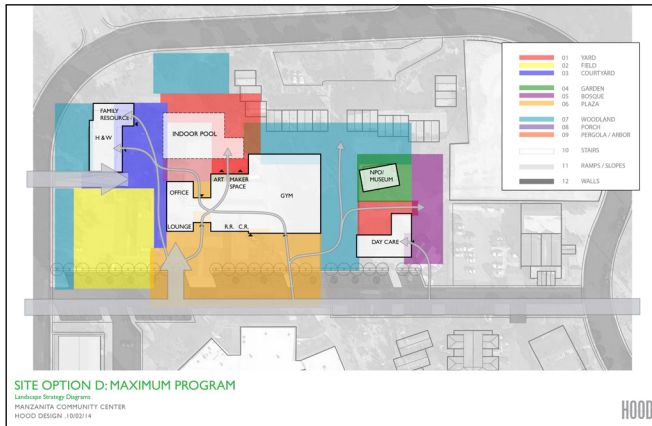 FAMILY
RESOURCE
H & W
INDOOR POOL
OFFICE
ART MAKER
SPACE
GYM
LOUNGE
R.R. C.R.
NPO/
MUSEUM
DAY CARE
01 YARD
02 FIELD
03 COURTYARD
04 GARDEN
05 BOSQUE
06 PLAZA
07 WOODLAND
08 PORCH
09 PERGOLA / ARBOR
10 STAIRS
11 RAMPS / SLOPES
12 WALLS
SITE OPTION D: MAXIMUM PROGRAM
Landscape Strategy Diagrams
MANZANITA COMMUNITY CENTER
HOOD DESIGN .10/02/14
HOOD